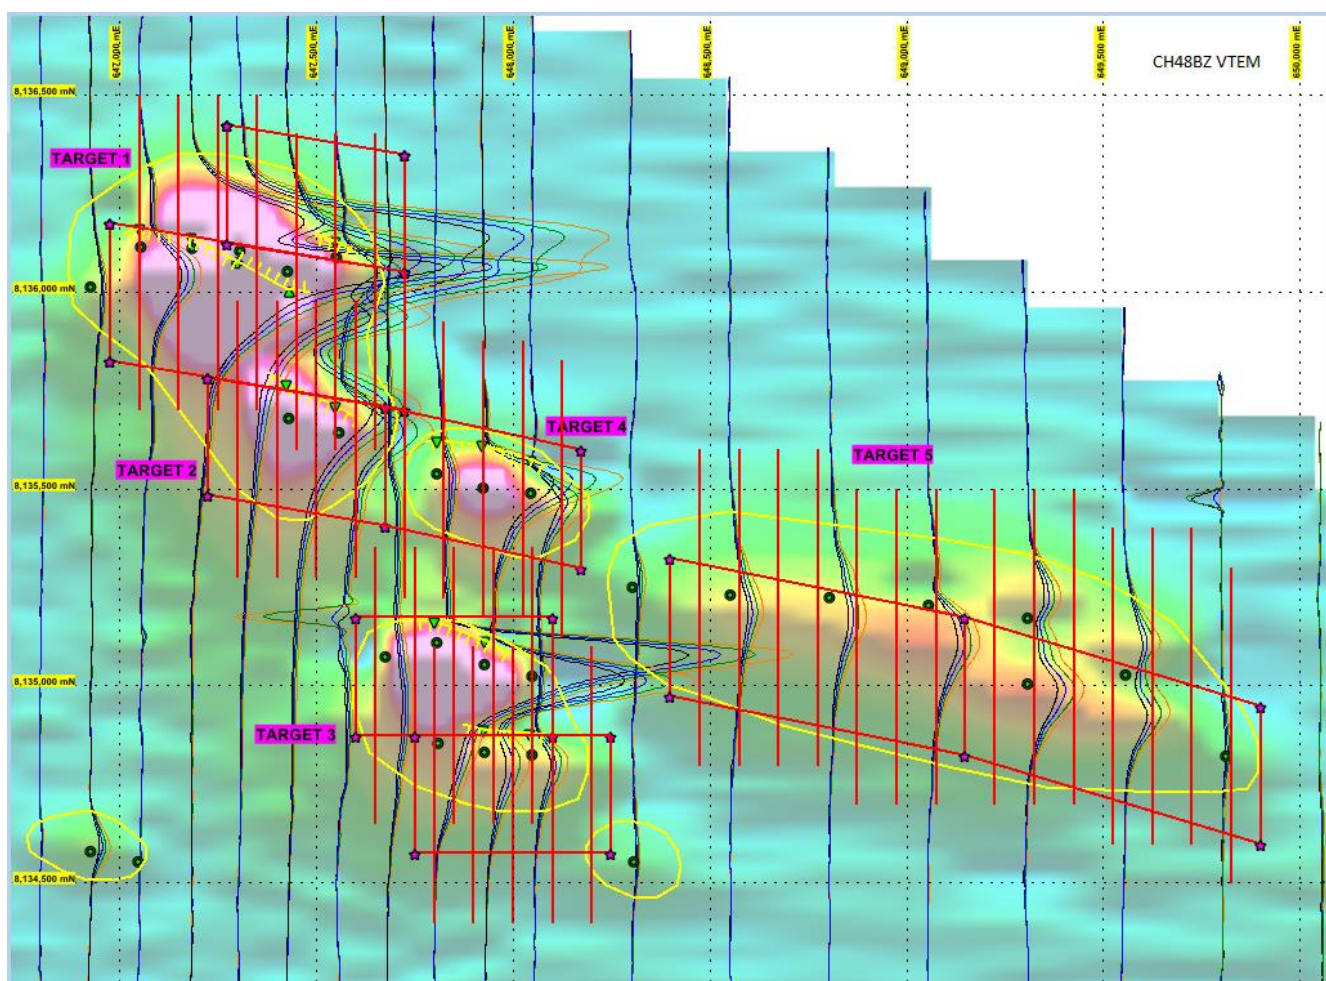 647,000 mE
647,500 mE
648,000 mE
648,500 mE
649,000 mE
649,500 mE
650,000 mE
CH48BZ VTEM
8,136,500 mN
TARGET 1
8,136,000 mN
TARGET 4
TARGET 5
TARGET 2
8,135,500 mN
8,135,000 mN
TARGET 3
8,134,500 mN